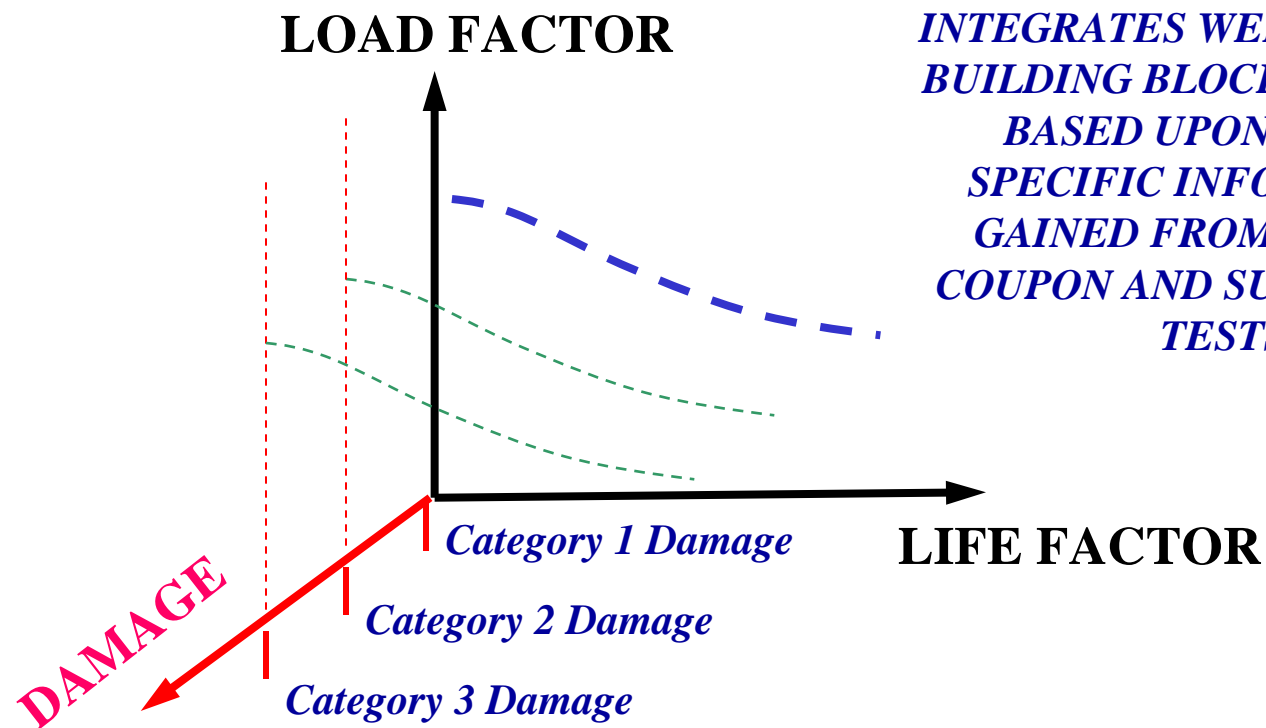 LOAD FACTOR
INTEGRATES
BUILDING
BASED UPON
SPECIFIC
GAINED FROM
COUPON AND
LIFE FACTOR
DAMAGE
Category 1 Damage
Category 2 Damage
Category 3 Damage